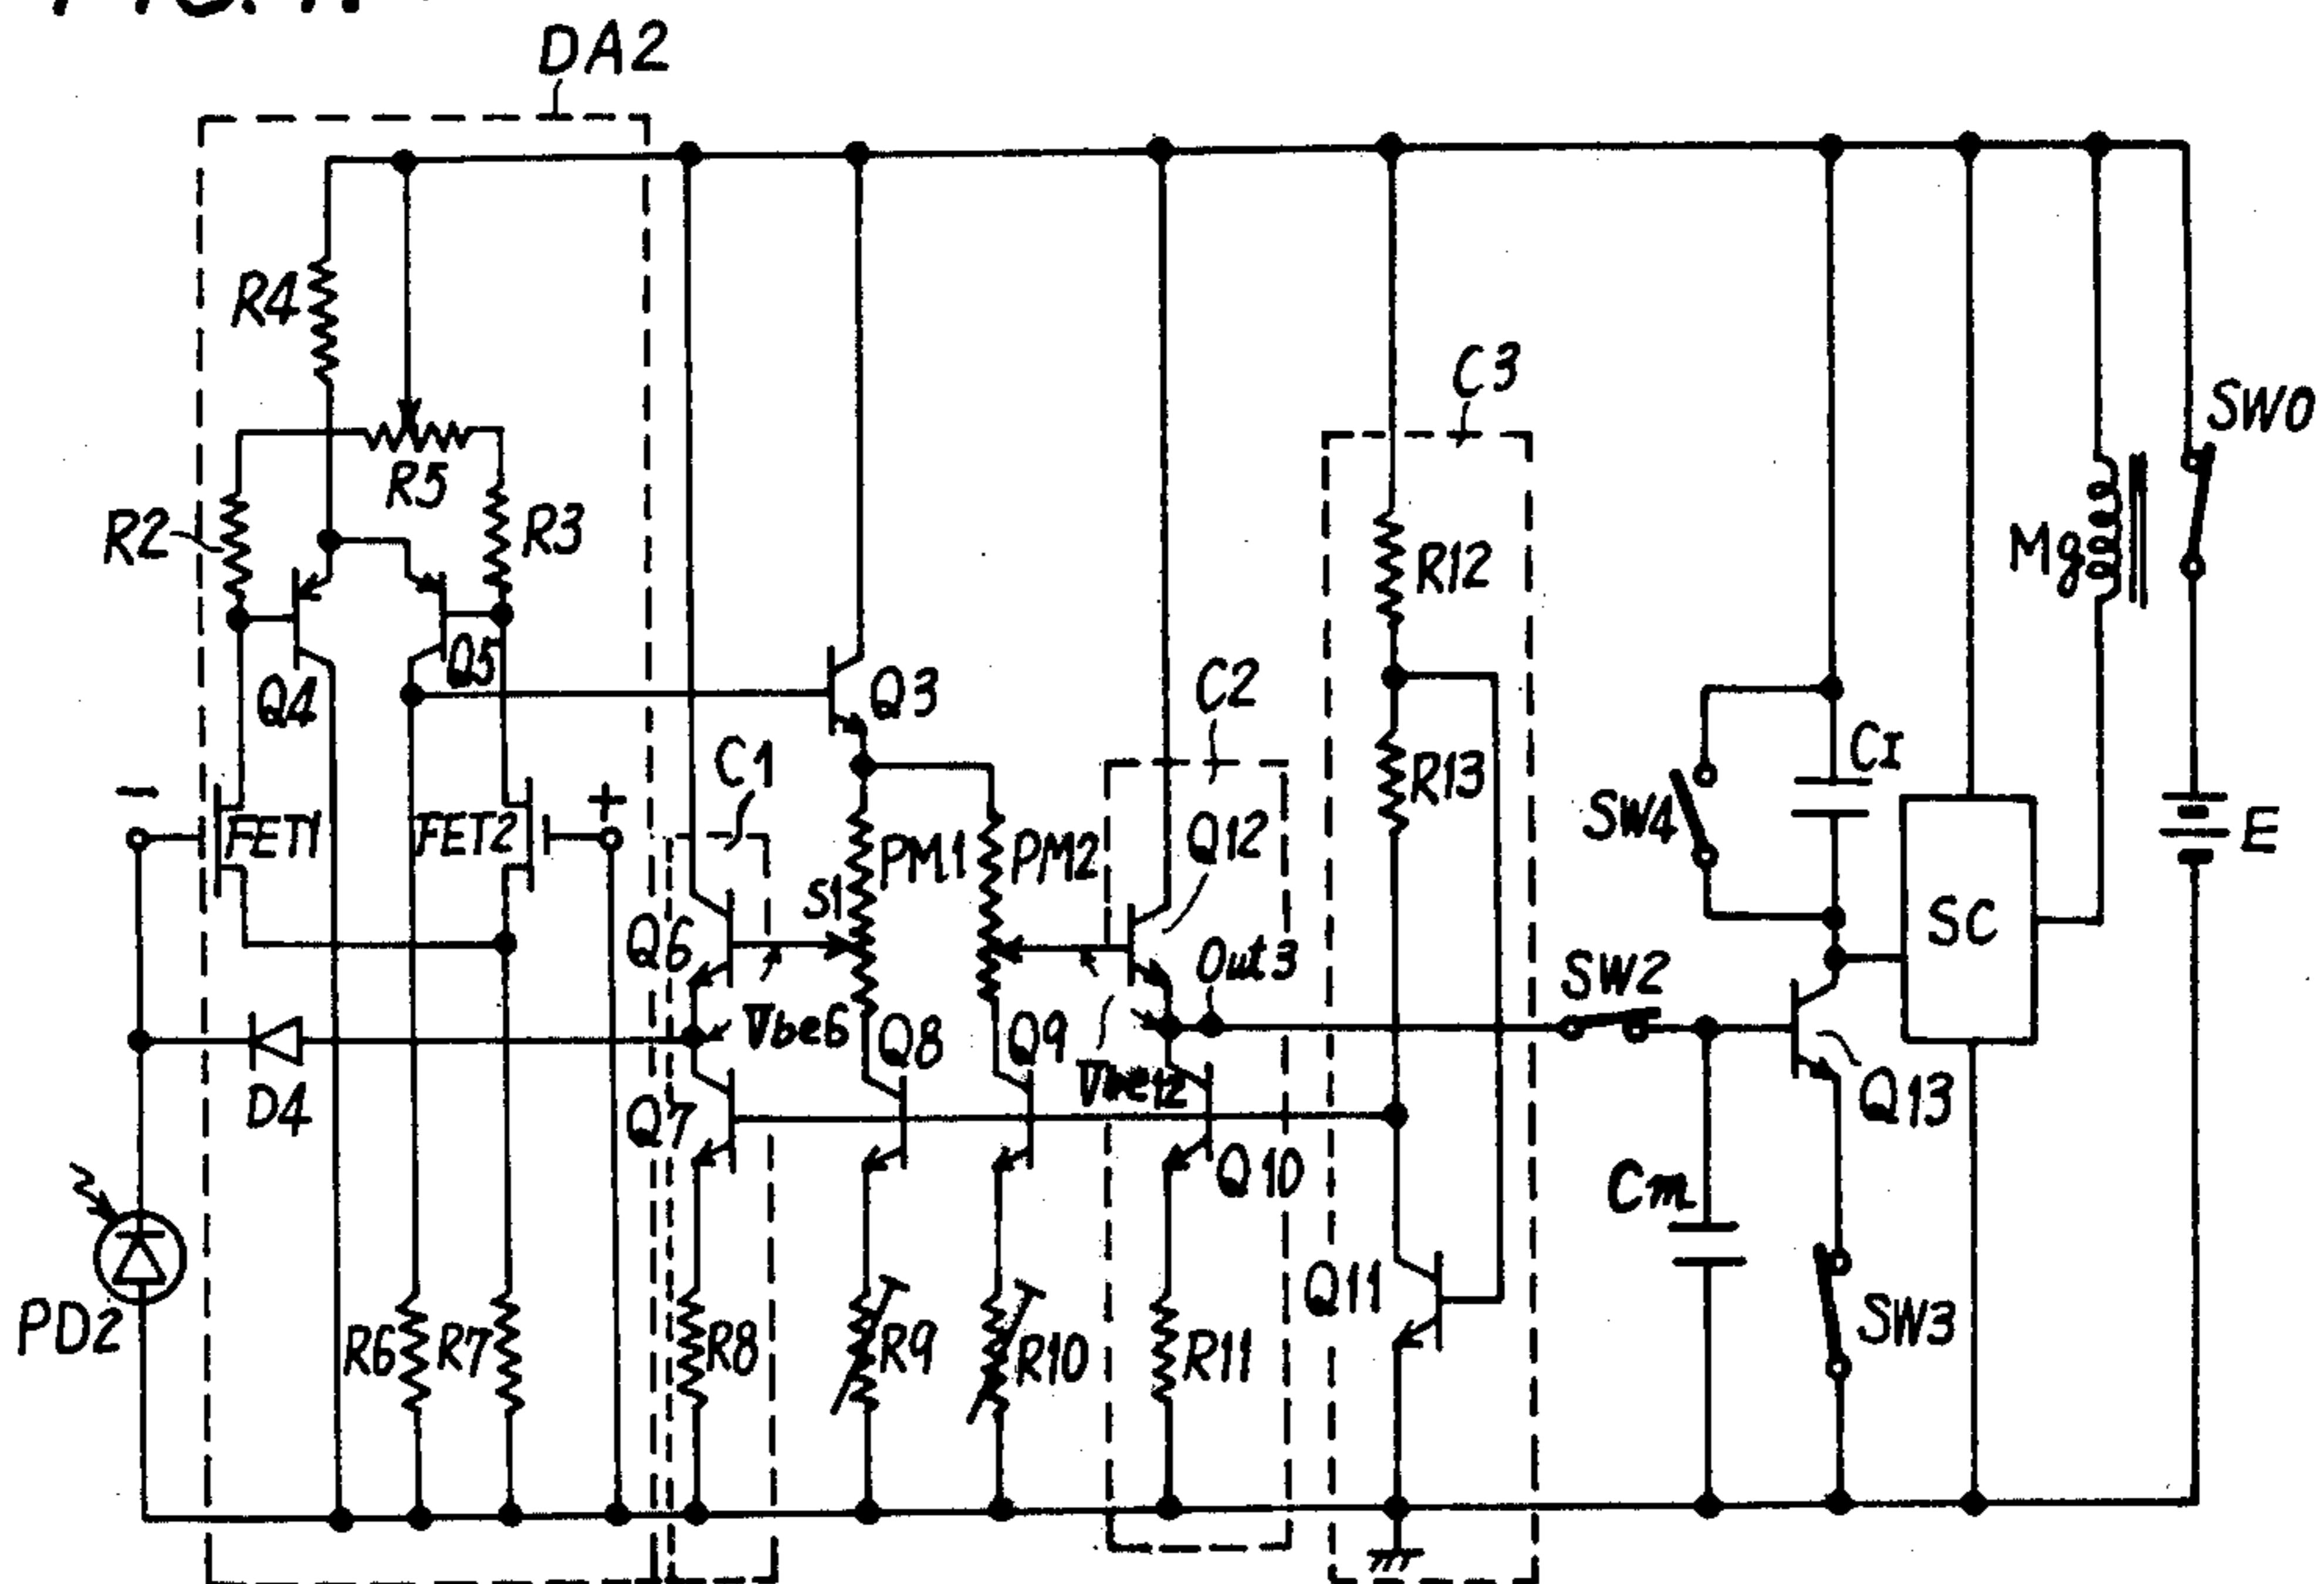 DA2
R4
C3
SW0
R5
R2
R3
R12
Mg
Q5
Q4
Q3
C2
C1
R13
CI
SW4
−
+
FET1
FET2
PM1
PM2
Q12
E
S1
SC
Q6
Out3
SW2
Vbe6
Q8
Q9
D4
Q7
Vbe12
Q13
Q10
Cm
Q11
PD2
R6
R7
R8
R9
R10
R11
SW3